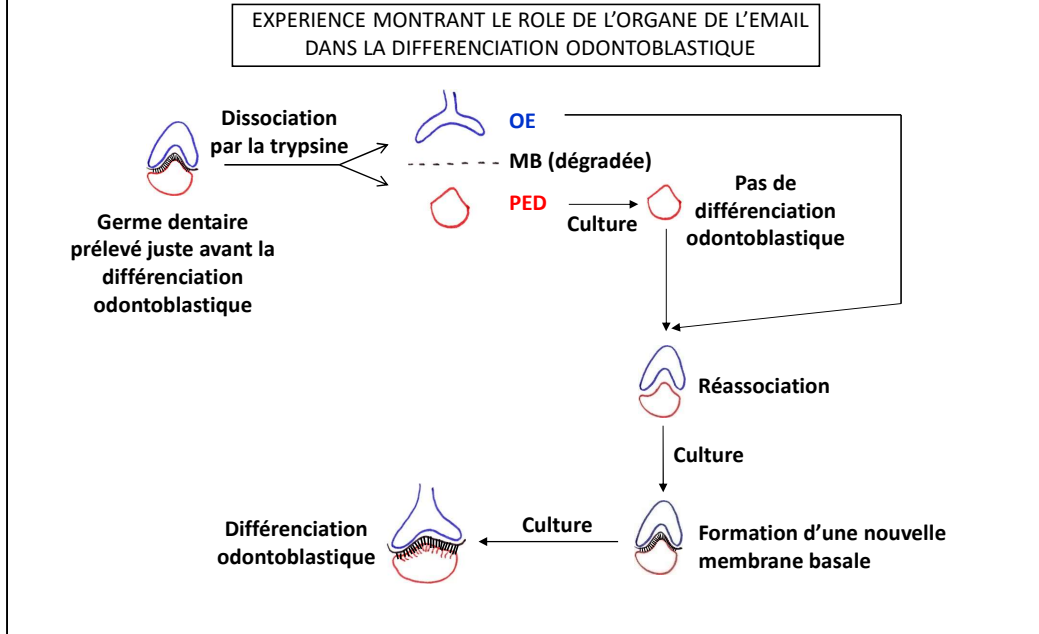 EXPERIENCE MONTRANT LE ROLE DE L'ORGANE DE L'EMAIL
DANS LA DIFFERENCIATION ODONTOBLASTIQUE
Dissociation
par la trypsine
OE
MB (dégradée)
PED
Culture
Pas de
différenciation
odontoblastique
Germe dentaire
prélevé juste avant la
différenciation
odontoblastique
Réassociation
Culture
Formation d'une nouvelle
membrane basale
Culture
Différenciation
odontoblastique